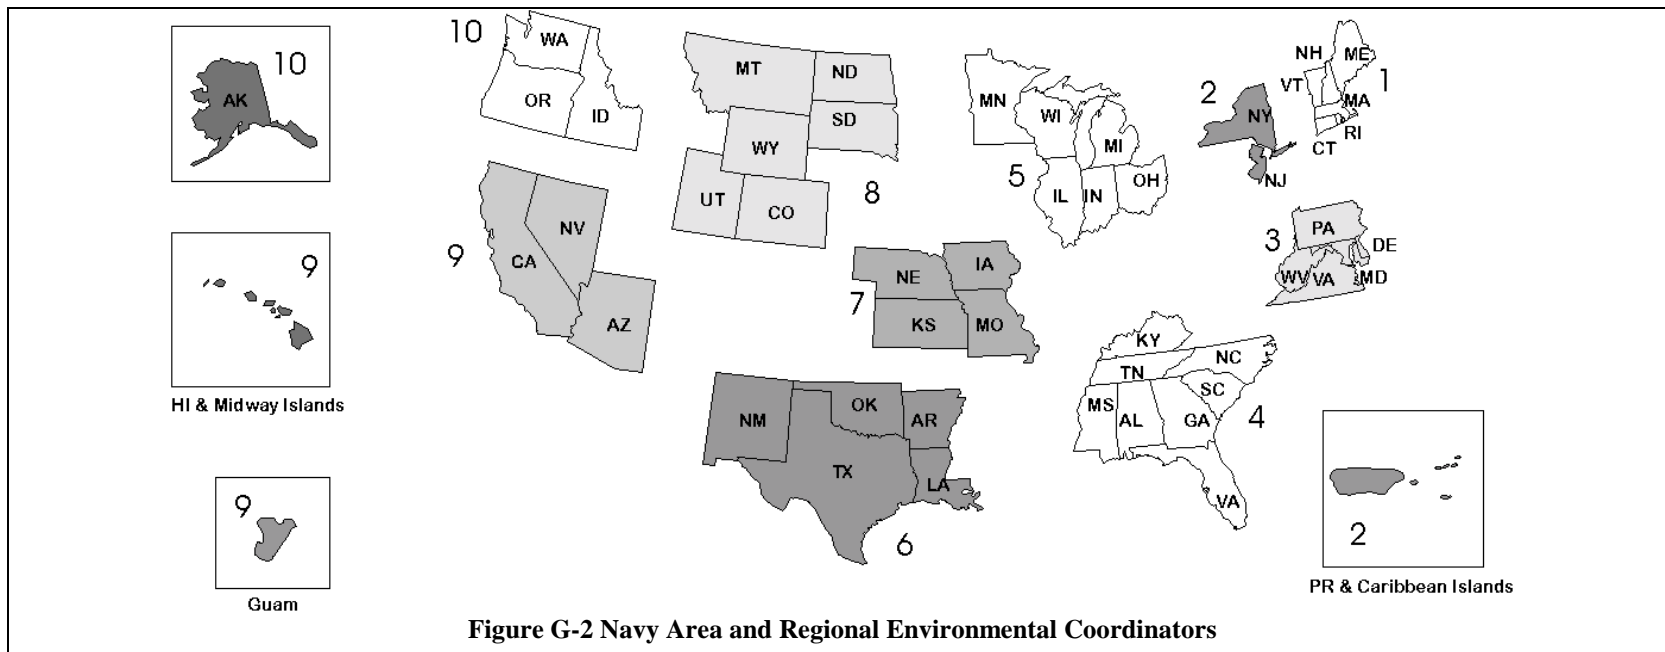 10
AK
9
HI & Midway Islands
9
Guam
10
WA
OR
ID
MT
ND
SD
WY
UT
CO
8
9
NV
CA
AZ
7
NE
IA
KS
MO
NM
OK
AR
TX
LA
6
MN
WI
MI
5
IL
IN
OH
2
NY
NJ
NH
ME
1
VT
MA
RI
CT
3
PA
DE
WV
VA
MD
KY
NC
TN
SC
MS
AL
GA
4
VA
2
PR & Caribbean Islands
Figure G-2 Navy Area and Regional Environmental Coordinators